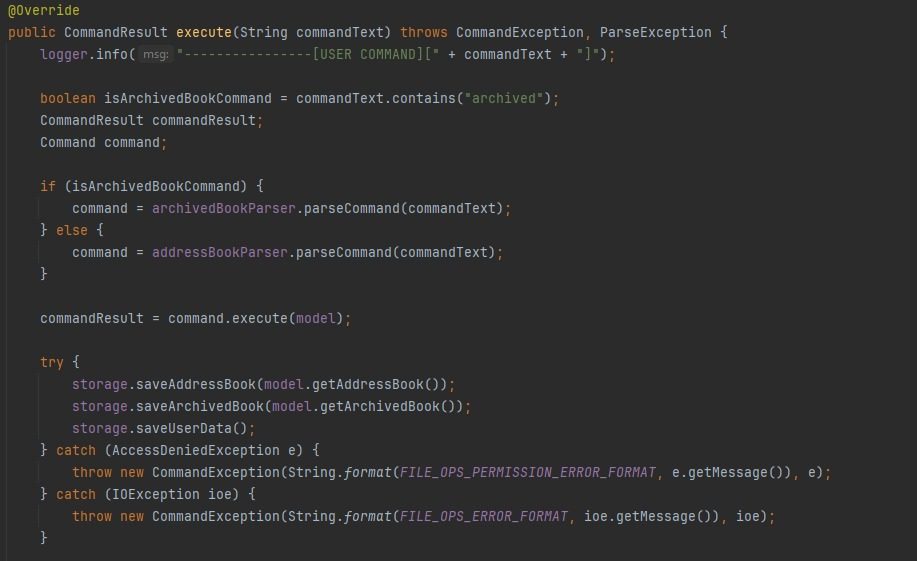 @Override
public CommandResult execute(String commandText) throws CommandException, ParseException {
    logger.info( msg: "----------------[USER COMMAND][" + commandText + "]");

    boolean isArchivedBookCommand = commandText.contains("archived");
    CommandResult commandResult;
    Command command;

    if (isArchivedBookCommand) {
        command = archivedBookParser.parseCommand(commandText);
    } else {
        command = addressBookParser.parseCommand(commandText);
    }

    commandResult = command.execute(model);

    try {
        storage.saveAddressBook(model.getAddressBook());
        storage.saveArchivedBook(model.getArchivedBook());
        storage.saveUserData();
    } catch (AccessDeniedException e) {
        throw new CommandException(String.format(FILE_OPS_PERMISSION_ERROR_FORMAT, e.getMessage()), e);
    } catch (IOException ioe) {
        throw new CommandException(String.format(FILE_OPS_ERROR_FORMAT, ioe.getMessage()), ioe);
    }